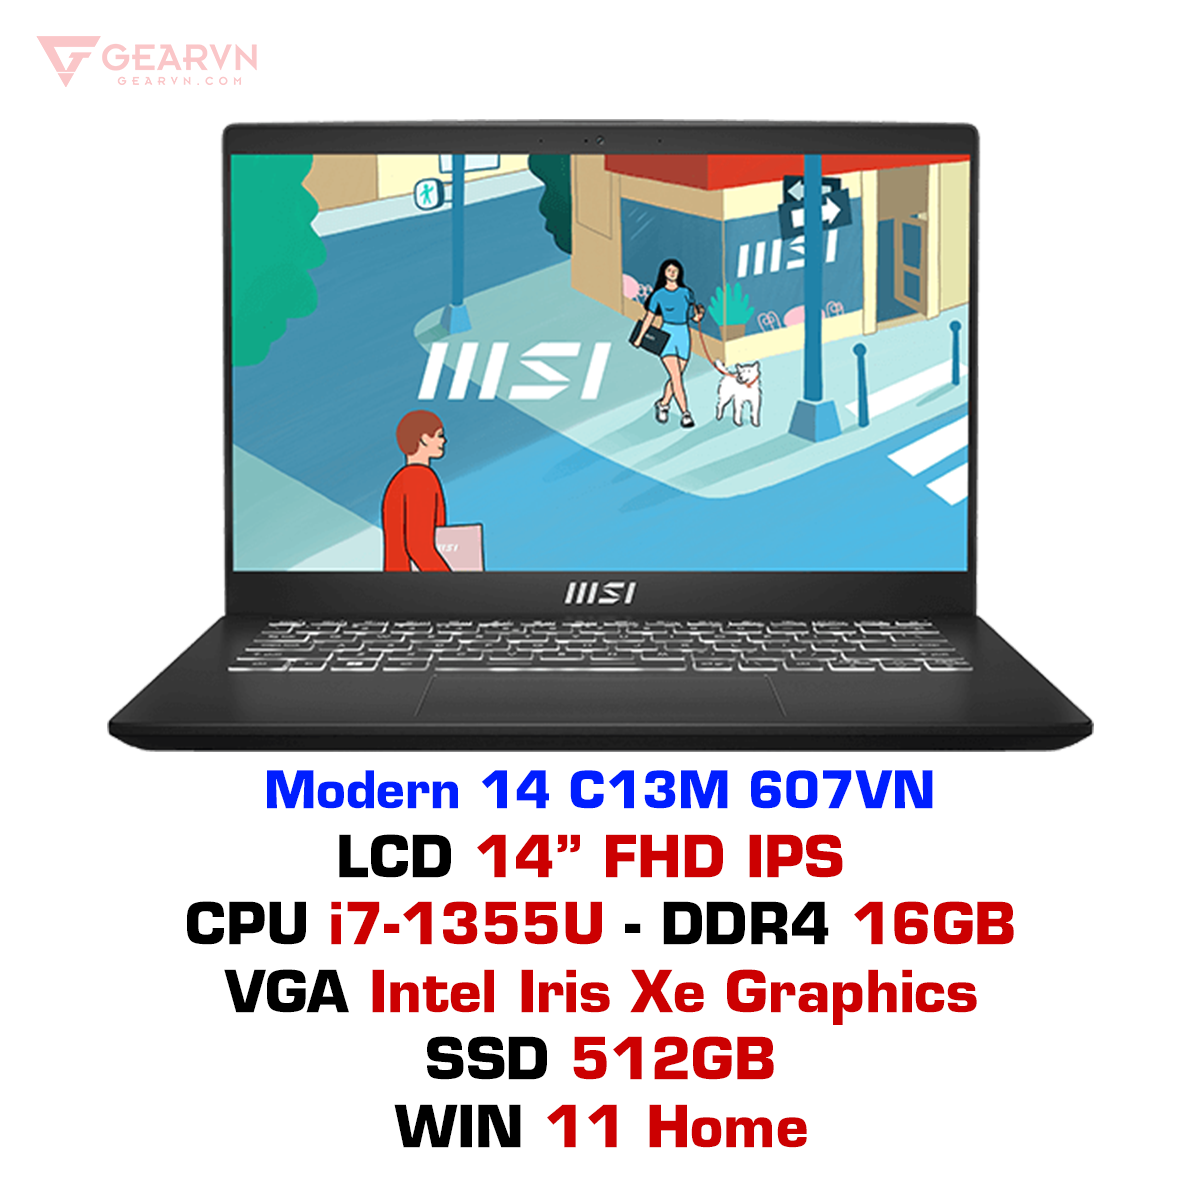 GEARVN
GEARVN.COM
msi
msi
msi
msi
Modern 14 C13M 607VN
LCD 14” FHD IPS
CPU i7-1355U - DDR4 16GB
VGA Intel Iris Xe Graphics
SSD 512GB
WIN 11 Home